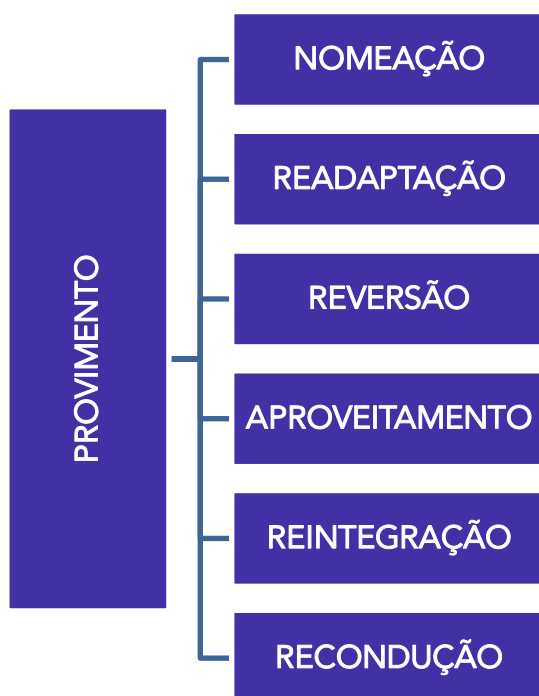 PROVIMENTO
NOMEAÇÃO
READAPTAÇÃO
REVERSÃO
APROVEITAMENTO
REINTEGRAÇÃO
RECONDUÇÃO